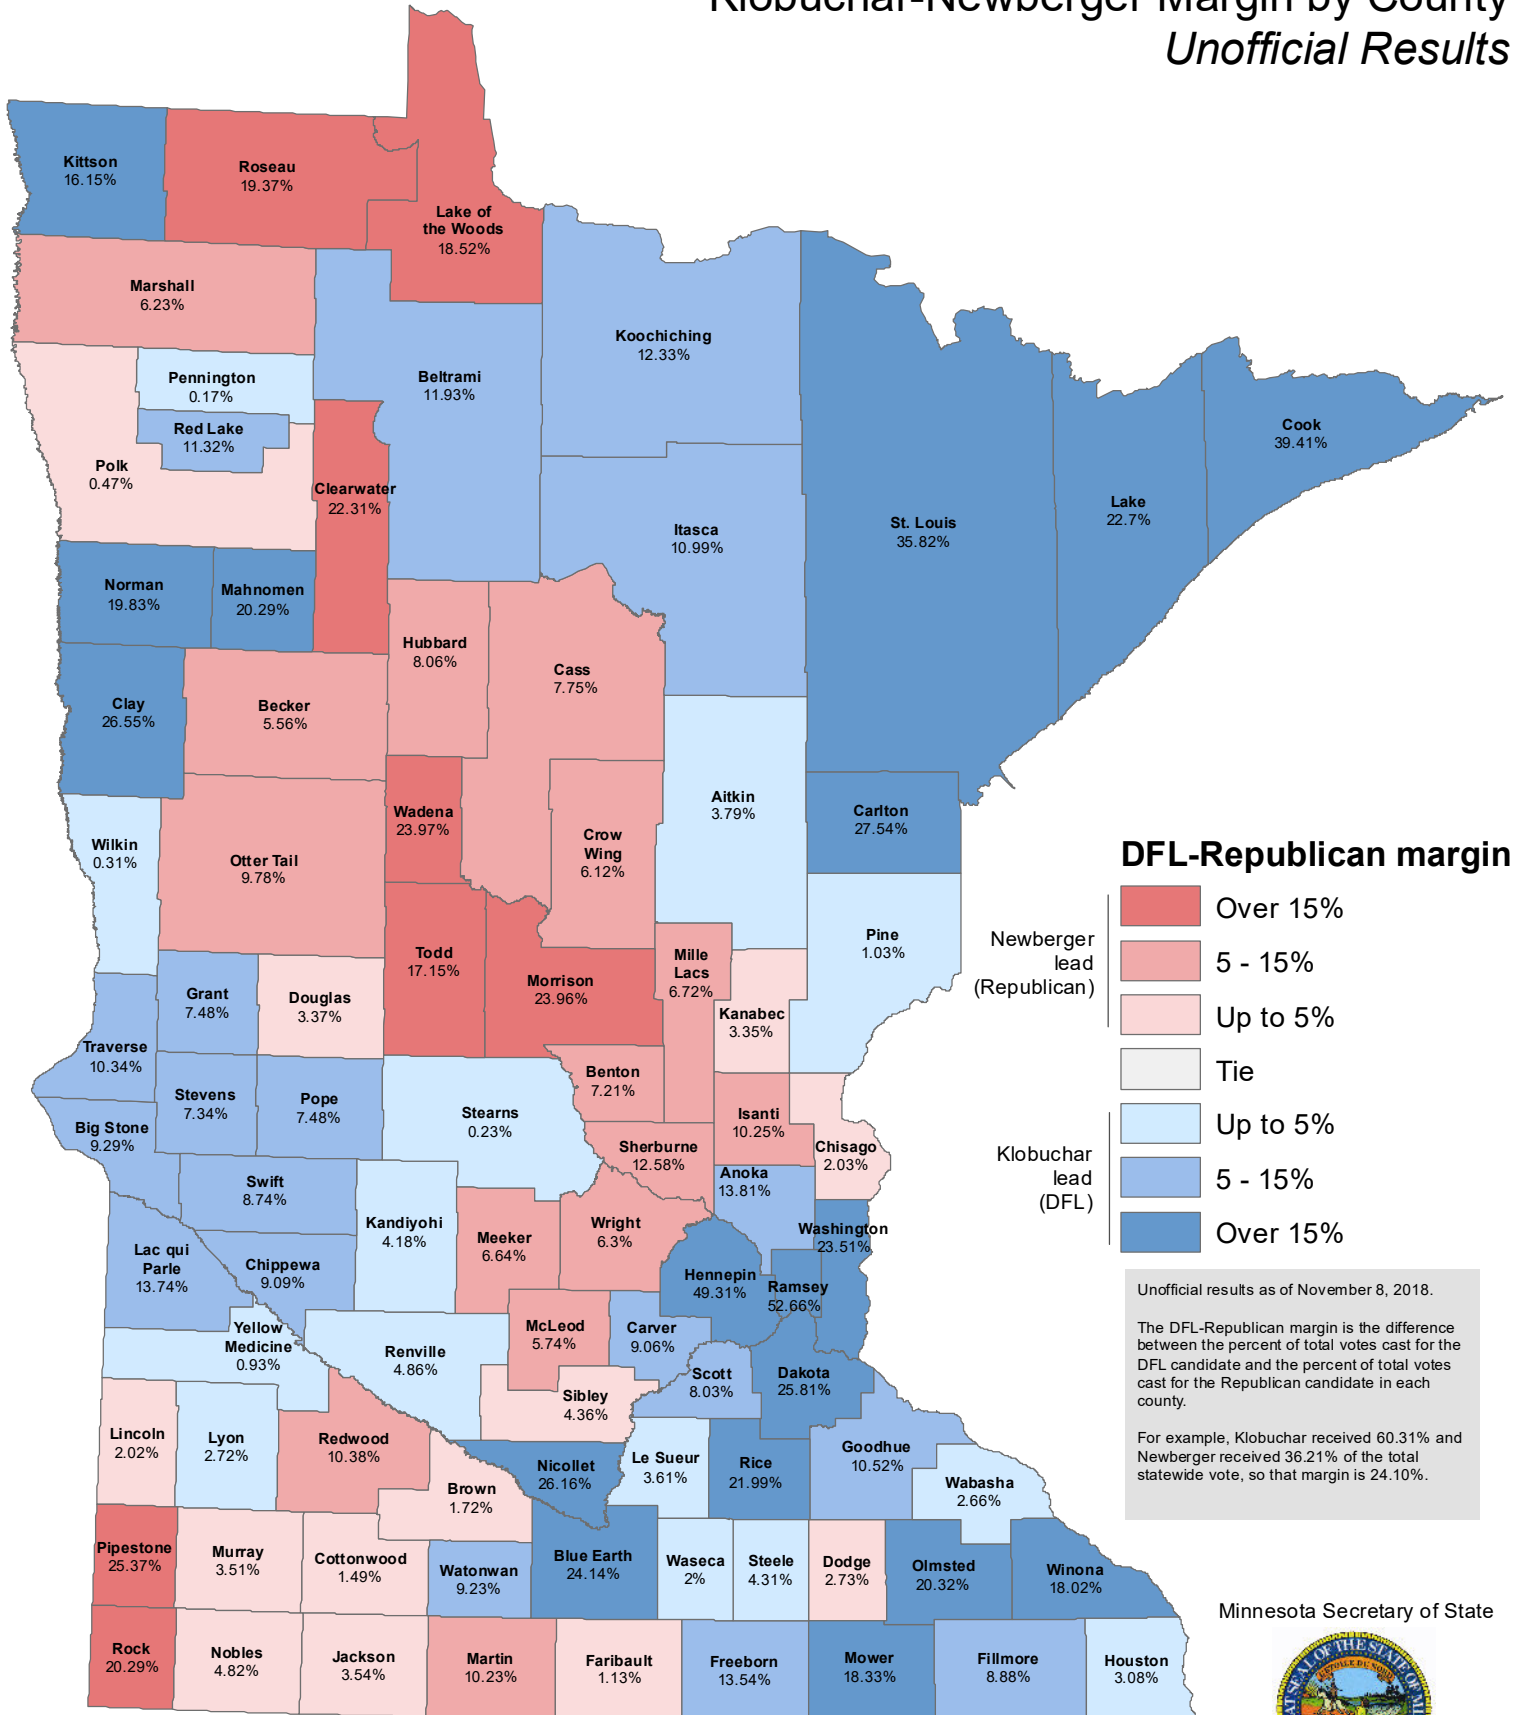 Klobuchar-Newberger Margin by County
Unofficial Results
Kittson
16.15%
Roseau
19.37%
Lake of
the Woods
18.52%
Marshall
6.23%
Koochiching
12.33%
Pennington
0.17%
Beltrami
11.93%
Red Lake
11.32%
Cook
39.41%
Polk
0.47%
Clearwater
22.31%
Itasca
10.99%
St. Louis
35.82%
Lake
22.7%
Norman
19.83%
Mahnomen
20.29%
Hubbard
8.06%
Cass
7.75%
Clay
26.55%
Becker
5.56%
Wadena
23.97%
Aitkin
3.79%
Carlton
27.54%
Wilkin
0.31%
Otter Tail
9.78%
Crow
Wing
6.12%
Pine
1.03%
Todd
17.15%
Morrison
23.96%
Mille
Lacs
6.72%
Grant
7.48%
Douglas
3.37%
Kanabec
3.35%
Traverse
10.34%
Stevens
7.34%
Pope
7.48%
Stearns
0.23%
Benton
7.21%
Isanti
10.25%
Big Stone
9.29%
Sherburne
12.58%
Chisago
2.03%
Swift
8.74%
Anoka
13.81%
Kandiyohi
4.18%
Meeker
6.64%
Wright
6.3%
Washington
23.51%
Lac qui
Parle
13.74%
Chippewa
9.09%
Hennepin
49.31%
Ramsey
52.66%
Yellow
Medicine
0.93%
Renville
4.86%
McLeod
5.74%
Carver
9.06%
Scott
8.03%
Dakota
25.81%
Sibley
4.36%
Lincoln
2.02%
Lyon
2.72%
Redwood
10.38%
Nicollet
26.16%
Le Sueur
3.61%
Rice
21.99%
Goodhue
10.52%
Wabasha
2.66%
Brown
1.72%
Pipestone
25.37%
Murray
3.51%
Cottonwood
1.49%
Watonwan
9.23%
Blue Earth
24.14%
Waseca
2%
Steele
4.31%
Dodge
2.73%
Olmsted
20.32%
Winona
18.02%
Rock
20.29%
Nobles
4.82%
Jackson
3.54%
Martin
10.23%
Faribault
1.13%
Freeborn
13.54%
Mower
18.33%
Fillmore
8.88%
Houston
3.08%
DFL-Republican margin
Newberger
lead
(Republican)
Over 15%
5 - 15%
Up to 5%
Tie
Klobuchar
lead
(DFL)
Up to 5%
5 - 15%
Over 15%
Unofficial results as of November 8, 2018.
The DFL-Republican margin is the difference
between the percent of total votes cast for the
DFL candidate and the percent of total votes
cast for the Republican candidate in each
county.
For example, Klobuchar received 60.31% and
Newberger received 36.21% of the total
statewide vote, so that margin is 24.10%.
Minnesota Secretary of State
SEAL OF THE STATE OF
L'ETOILE DU NORD